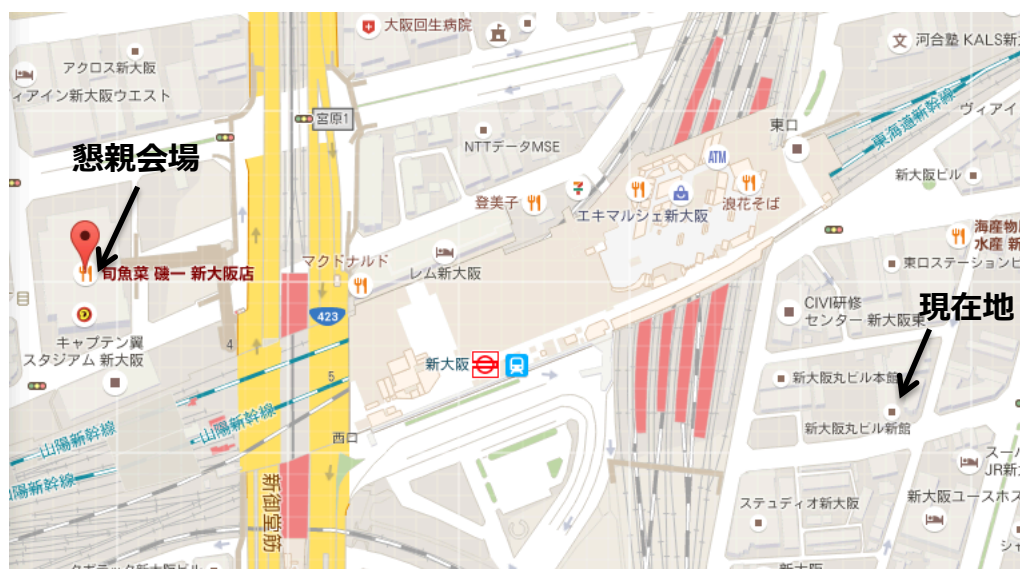 大阪回生病院
河合塾 KALS新大
アクロス新大阪
ィアイン新大阪ウエスト
宮原1
東口
東海道新幹線
ヴィアイ
NTTデータMSE
懇親会場
ATM
新大阪ビル
登美子
エキマルシェ新大阪
浪花そば
海産物
水産 新
マクドナルド
レム新大阪
東口ステーションビ
旬魚菜 磯一 新大阪店
CIVI研修
センター 新大阪東
現在地
423
キャプテン翼
スタジアム 新大阪
4
新大阪
5
新大阪丸ビル本館
山陽新幹線
山陽新幹線
西口
新大阪丸ビル新館
陽新幹線
スーパ
JR新
新御堂筋
ステュディオ新大阪
新大阪ユースホス
シャ
新大阪